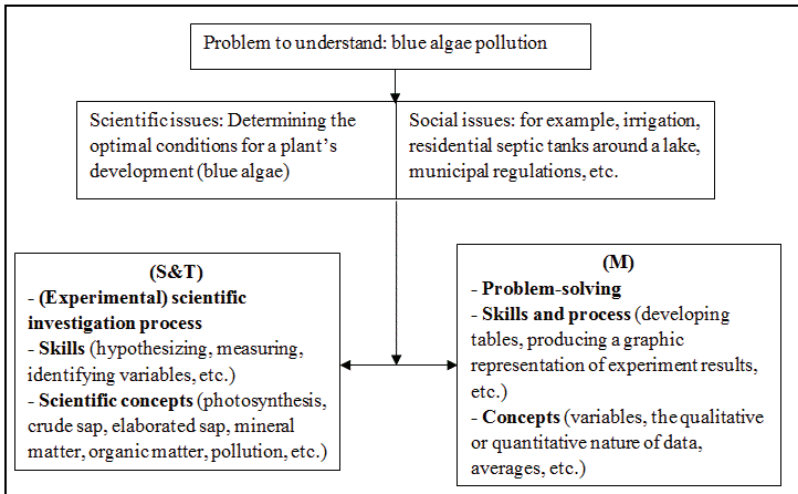 Problem to understand: blue algae pollution
Scientific issues: Determining the
optimal conditions for a plant's
development (blue algae)
Social issues: for example, irrigation,
residential septic tanks around a lake,
municipal regulations, etc.
(S&T)
- (Experimental) scientific
investigation process
- Skills (hypothesizing, measuring,
identifying variables, etc.)
- Scientific concepts (photosynthesis,
crude sap, elaborated sap, mineral
matter, organic matter, pollution, etc.)
(M)
- Problem-solving
- Skills and process (developing
tables, producing a graphic
representation of experiment results,
etc.)
- Concepts (variables, the qualitative
or quantitative nature of data,
averages, etc.)